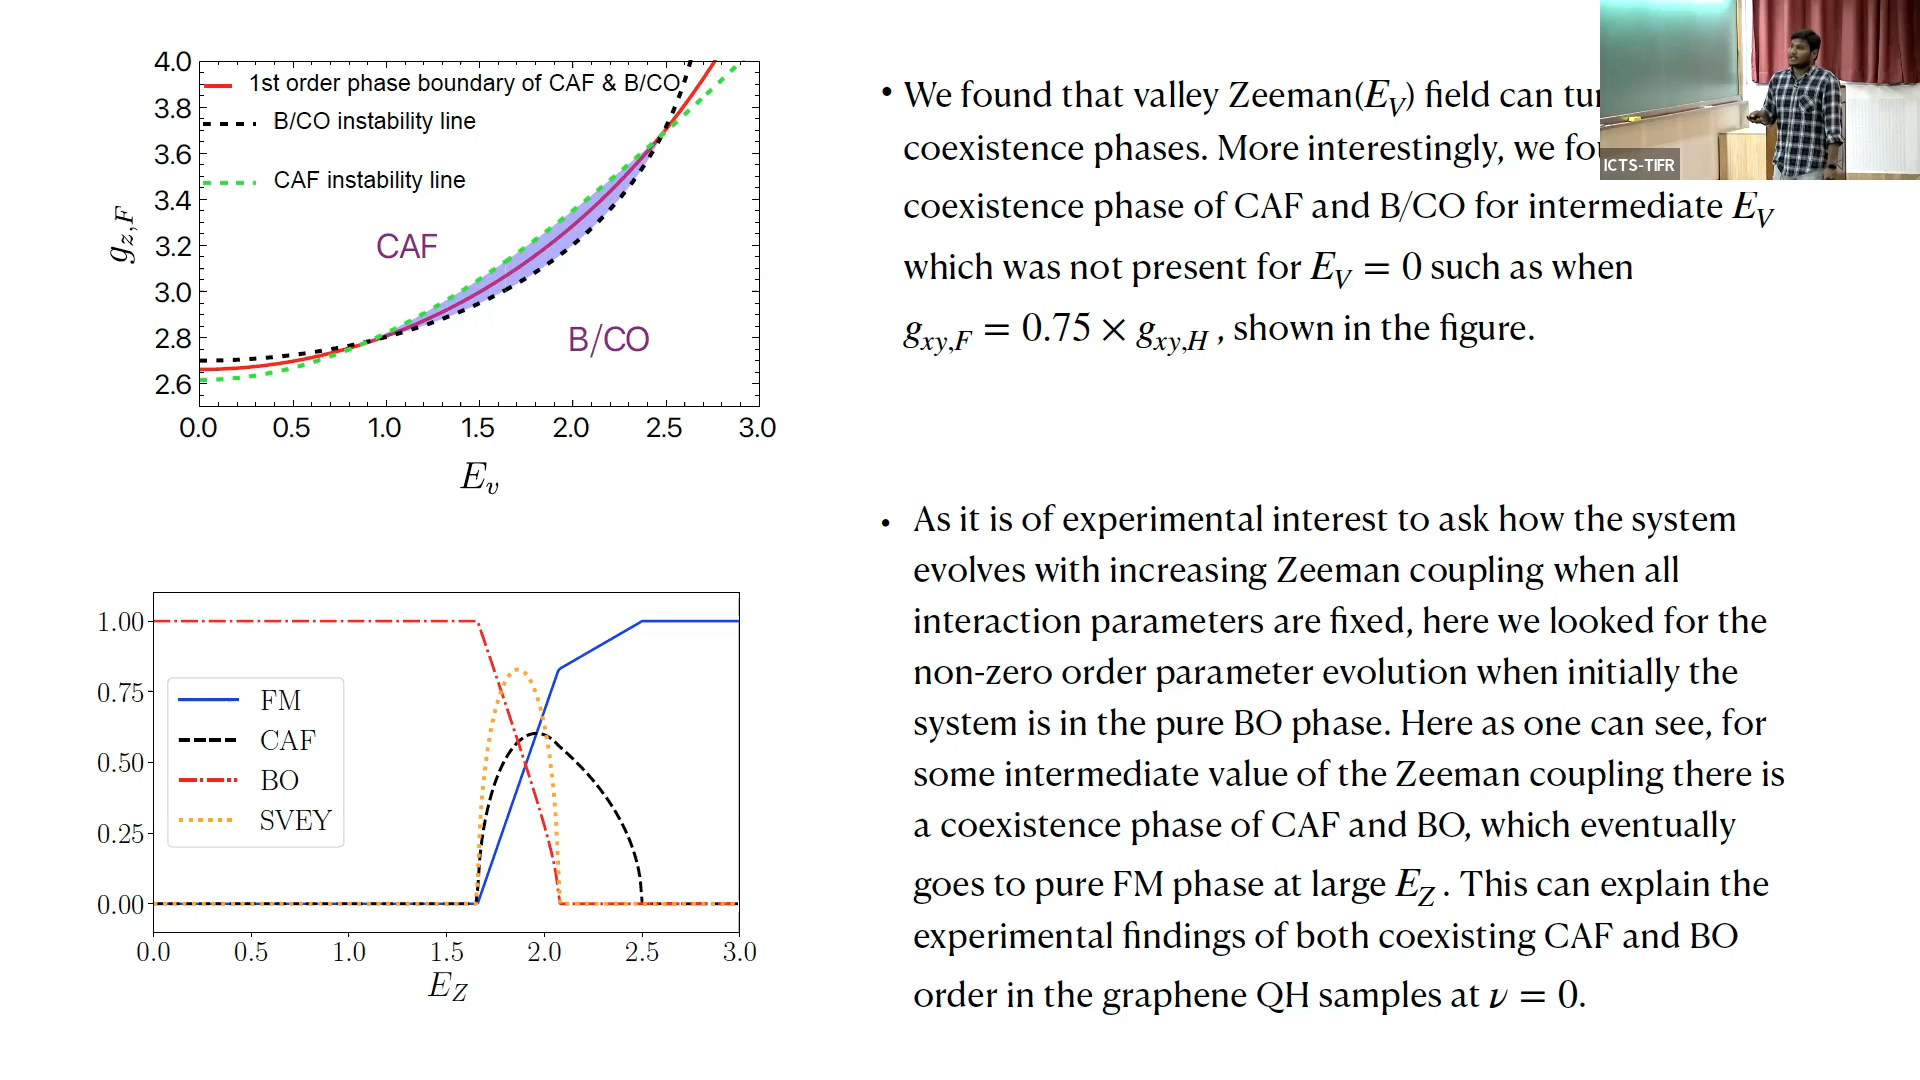 4.0
3.8
3.6
3.4
3.2
3.0
2.8
2.6
g_{z,F}
1st order phase boundary of CAF & B/CO
B/CO instability line
CAF instability line
CAF
B/CO
0.0 0.5 1.0 1.5 2.0 2.5 3.0
E_v
• We found that valley Zeeman(E_V) field can
coexistence phases. More interestingly, we
coexistence phase of CAF and B/CO for intermediate E_V
which was not present for E_V = 0 such as when
g_{xy,F} = 0.75 × g_{xy,H} , shown in the figure.
ICTS-TIFR
1.00
0.75
0.50
0.25
0.00
FM
CAF
BO
SVEY
0.0 0.5 1.0 1.5 2.0 2.5 3.0
E_Z
• As it is of experimental interest to ask how the system
evolves with increasing Zeeman coupling when all
interaction parameters are fixed, here we looked for the
non-zero order parameter evolution when initially the
system is in the pure BO phase. Here as one can see, for
some intermediate value of the Zeeman coupling there is
a coexistence phase of CAF and BO, which eventually
goes to pure FM phase at large E_Z . This can explain the
experimental findings of both coexisting CAF and BO
order in the graphene QH samples at ν = 0.